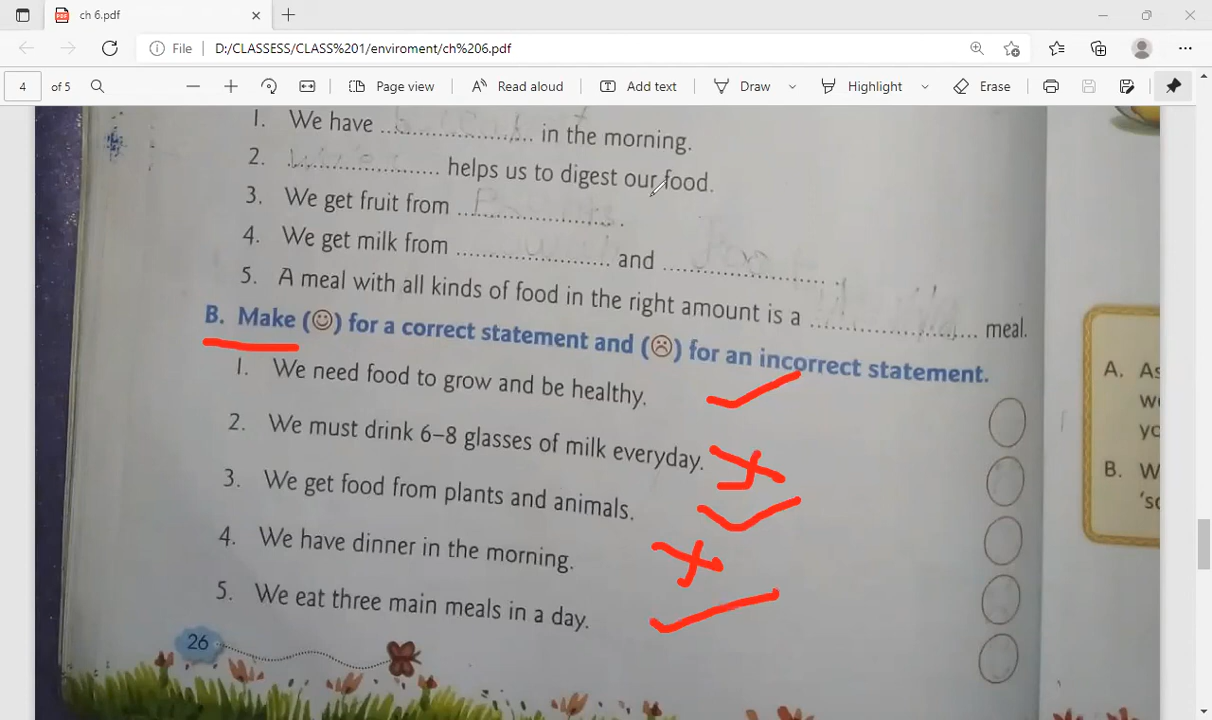 ch 6.pdf
File D:/CLASSESS/CLASS%201/enviroment/ch%206.pdf
4 of 5 Page view Read aloud Add text Draw Highlight Erase
1. We have .................... in the morning.
2. .................... helps us to digest our food.
3. We get fruit from .................... .
4. We get milk from .................... and .................... .
5. A meal with all kinds of food in the right amount is a .................... meal.
B. Make (☺) for a correct statement and (☹) for an incorrect statement.
1. We need food to grow and be healthy.
2. We must drink 6–8 glasses of milk everyday.
3. We get food from plants and animals.
4. We have dinner in the morning.
5. We eat three main meals in a day.
26
A. As
B. W